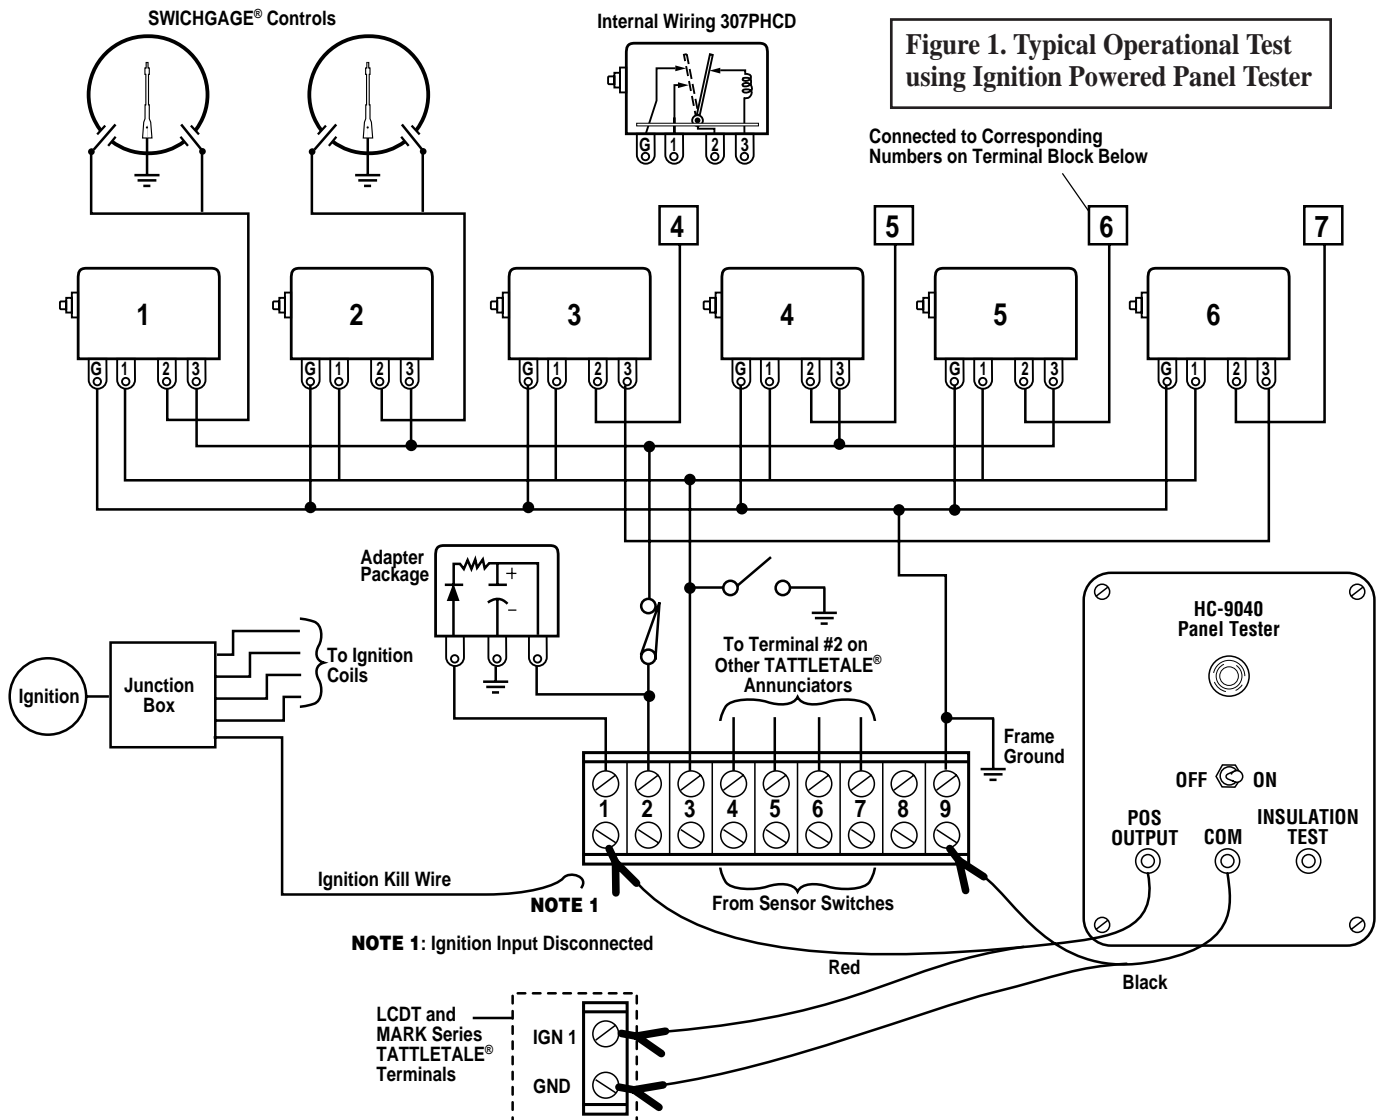 SWICHGAGE® Controls
Internal Wiring 307PHCD
Figure 1. Typical Operational Test
using Ignition Powered Panel Tester
G 1 2 3
Connected to Corresponding
Numbers on Terminal Block Below
4
5
6
7
1
2
3
4
5
6
G 1 2 3
G 1 2 3
G 1 2 3
G 1 2 3
G 1 2 3
G 1 2 3
Adapter
Package
+
−
HC-9040
Panel Tester
To Terminal #2 on
Other TATTLETALE®
Annunciators
To Ignition
Coils
Ignition
Junction
Box
Frame
Ground
OFF ON
1 2 3 4 5 6 7 8 9
POS
OUTPUT
COM
INSULATION
TEST
Ignition Kill Wire
NOTE 1
From Sensor Switches
NOTE 1: Ignition Input Disconnected
Red
Black
LCDT and
MARK Series
TATTLETALE®
Terminals
IGN 1
GND